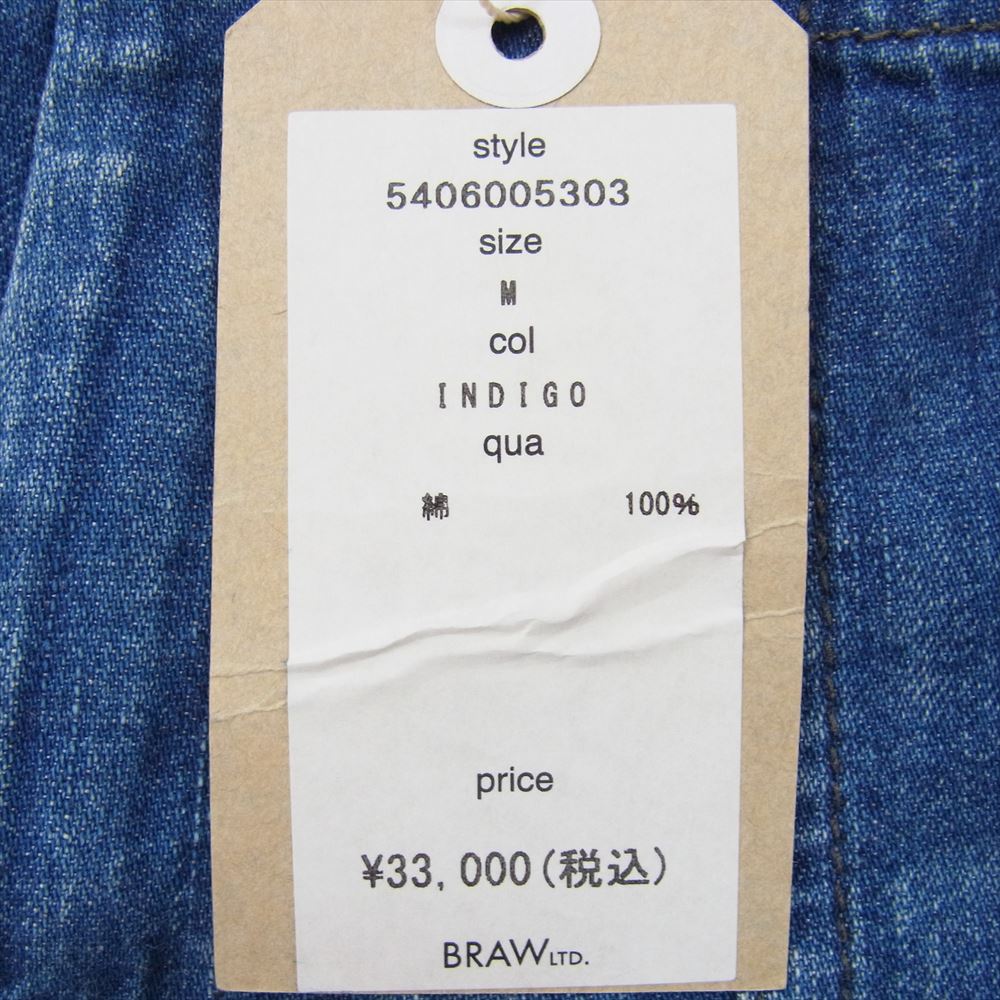 style
5406005303
size
M
col
INDIGO
qua
綿 100%
price
¥33,000(税込)
BRAW LTD.